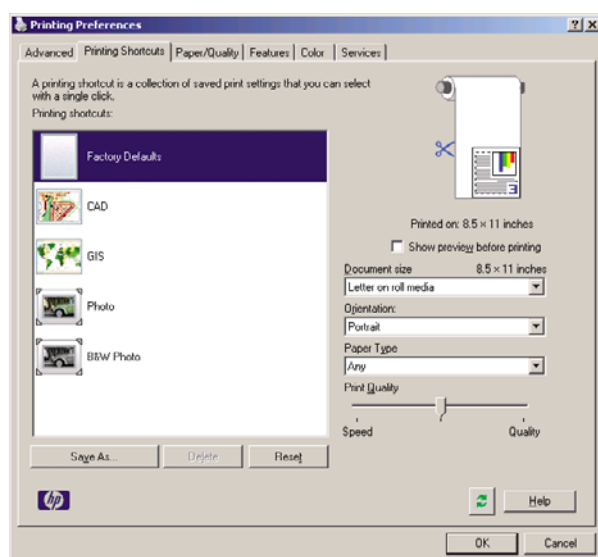 Printing Preferences
Advanced Printing Shortcuts Paper/Quality Features Color Services
A printing shortcut is a collection of saved print settings that you can select
with a single click.
Printing shortcuts:
Factory Defaults
CAD
GIS
Photo
B&W Photo
Save As...
Delete
Reset
3
Printed on: 8.5 × 11 inches
Show preview before printing
Document size 8.5 × 11 inches
Letter on roll media
Orientation:
Portrait
Paper Type
Any
Print Quality
Speed Quality
hp
Help
OK Cancel